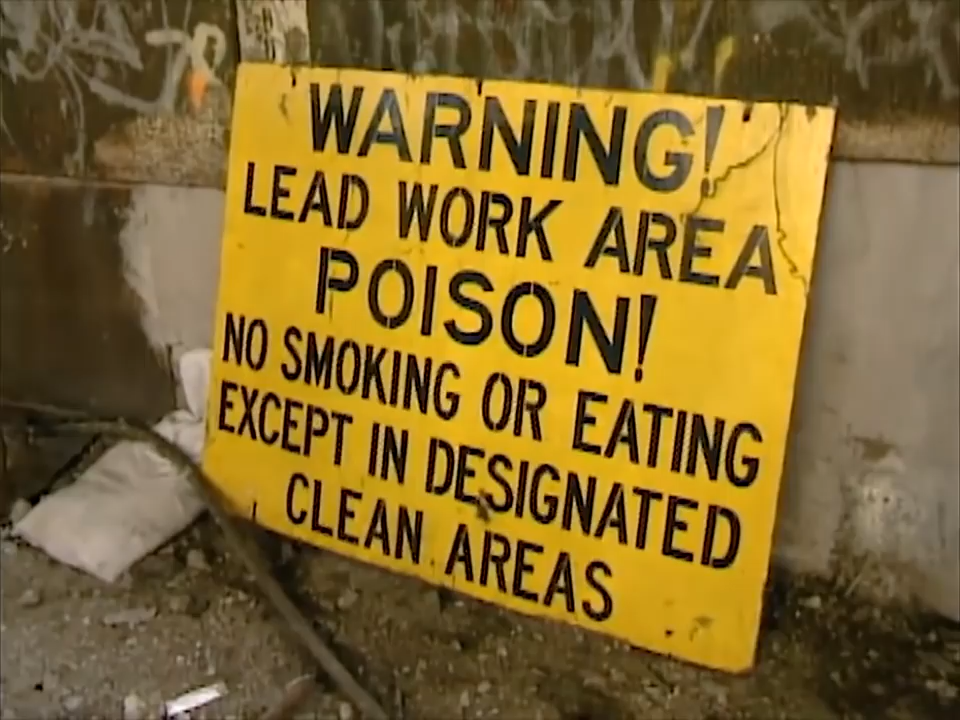 WARNING!
LEAD WORK AREA
POISON!
NO SMOKING OR EATING
EXCEPT IN DESIGNATED
CLEAN AREAS